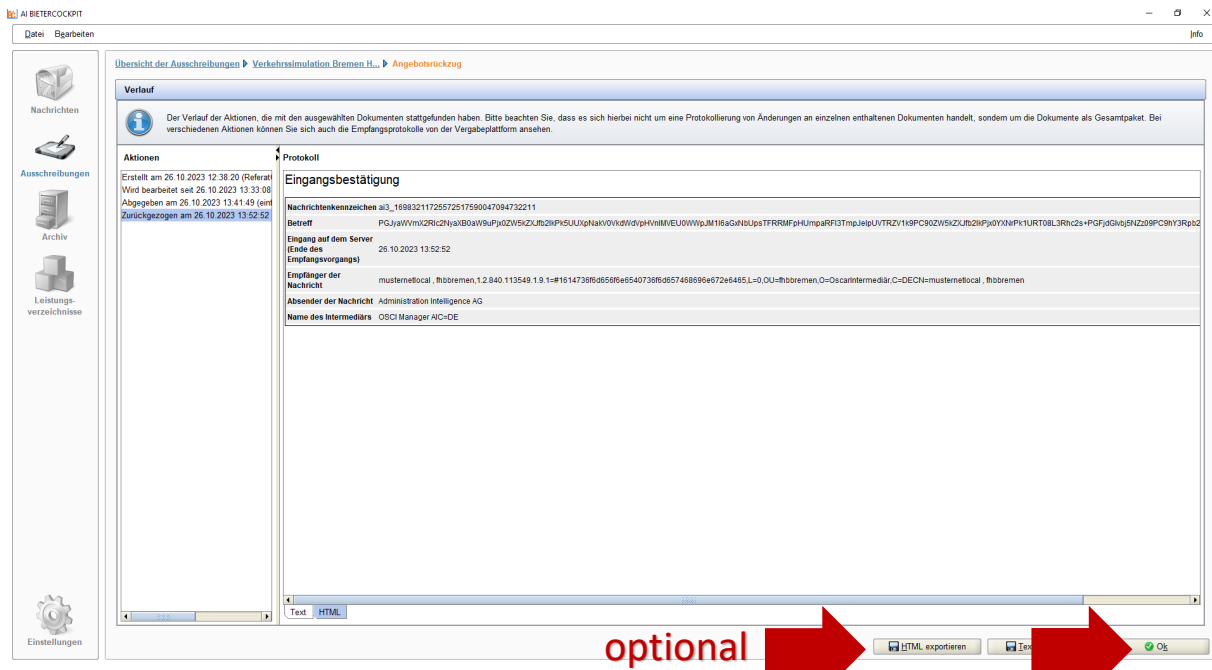 AI BIETERCOCKPIT
Datei Bearbeiten Info
Übersicht der Ausschreibungen Verkehrssimulation Bremen H... Angebotsrückzug
Verlauf
Nachrichten
Der Verlauf der Aktionen, die mit den ausgewählten Dokumenten stattgefunden haben. Bitte beachten Sie, dass es sich hierbei nicht um eine Protokollierung von Änderungen an einzelnen enthaltenen Dokumenten handelt, sondern um die Dokumente als Gesamtpaket. Bei
verschiedenen Aktionen können Sie sich auch die Empfangsprotokolle von der Vergabeplattform ansehen.
Ausschreibungen
Archiv
Leistungs-
verzeichnisse
Einstellungen
Aktionen
Erstellt am 26.10.2023 12:38:20 (Referat
Wird bearbeitet seit 26.10.2023 13:33:08
Abgegeben am 26.10.2023 13:41:49 (einf
Zurückgezogen am 26.10.2023 13:52:52
Protokoll
Eingangsbestätigung
Nachrichtenkennzeichen ai3_16983211725572517590047094732211
Betreff
Eingang auf dem Server
(Ende des
Empfangsvorgangs)
26.10.2023 13:52:52
Empfänger der
Nachricht
musternetlocal , fhbbremen,1.2.840.113549.1.9.1=#1614736f6d656f6e6540736f6d657468696e672e6465,L=0,OU=fhbbremen,O=OscarIntermediär,C=DECN=musternetlocal , fhbbremen
Absender der Nachricht Administration Intelligence AG
Name des Intermediärs OSCI Manager AIC=DE
Text HTML
optional
HTML exportieren
Ok